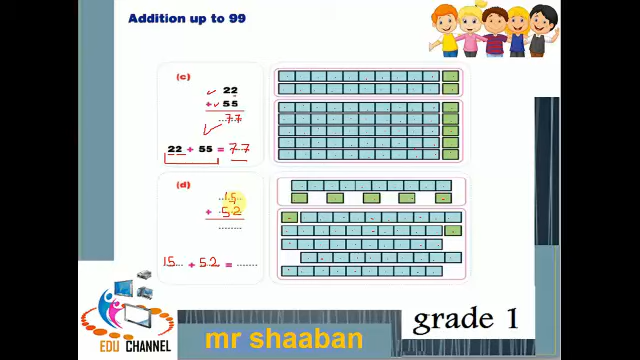 Addition up to 99
(c)
22
+ 55
77
22 + 55 = 77
(d)
15
+ 52
........
15 + 52 = ........
EDU CHANNEL
mr shaaban
grade 1